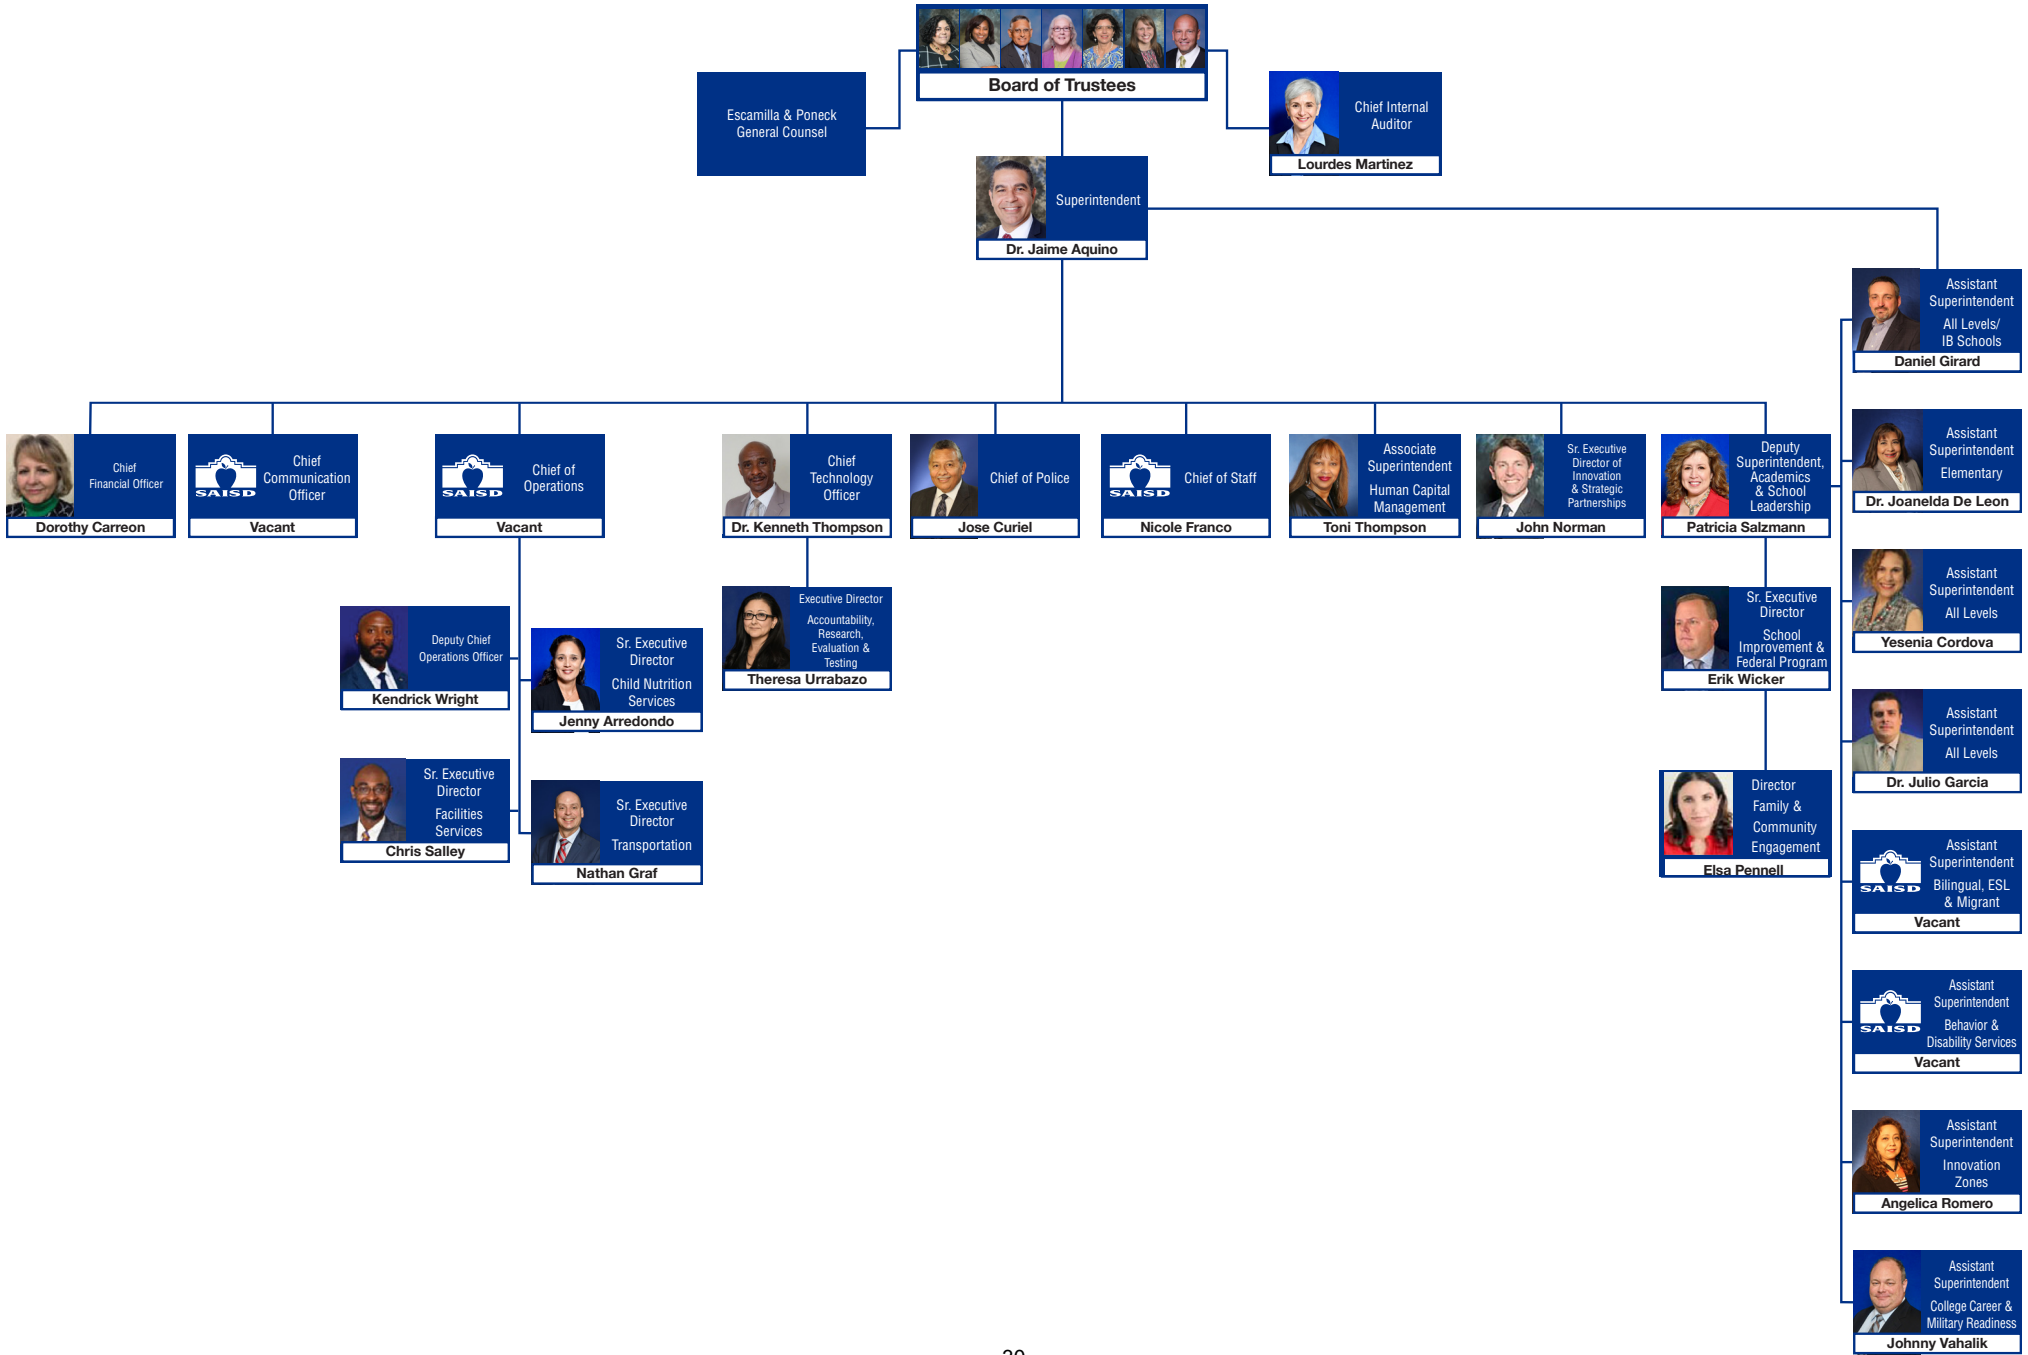 Board of Trustees
Escamilla & Poneck
General Counsel
Chief Internal
Auditor
Lourdes Martinez
Superintendent
Dr. Jaime Aquino
Assistant
Superintendent
All Levels/
IB Schools
Daniel Girard
Chief
Financial Officer
Dorothy Carreon
SAISD
Chief
Communication
Officer
Vacant
SAISD
Chief of
Operations
Vacant
Chief
Technology
Officer
Dr. Kenneth Thompson
Chief of Police
Jose Curiel
SAISD
Chief of Staff
Nicole Franco
Associate
Superintendent
Human Capital
Management
Toni Thompson
Sr. Executive
Director of
Innovation
& Strategic
Partnerships
John Norman
Deputy
Superintendent,
Academics
& School
Leadership
Patricia Salzmann
Assistant
Superintendent
Elementary
Dr. Joanelda De Leon
Deputy Chief
Operations Officer
Kendrick Wright
Sr. Executive
Director
Child Nutrition
Services
Jenny Arredondo
Executive Director
Accountability,
Research,
Evaluation &
Testing
Theresa Urrabazo
Sr. Executive
Director
School
Improvement &
Federal Program
Erik Wicker
Assistant
Superintendent
All Levels
Yesenia Cordova
Sr. Executive
Director
Facilities
Services
Chris Salley
Sr. Executive
Director
Transportation
Nathan Graf
Director
Family &
Community
Engagement
Elsa Pennell
Assistant
Superintendent
All Levels
Dr. Julio Garcia
SAISD
Assistant
Superintendent
Bilingual, ESL
& Migrant
Vacant
SAISD
Assistant
Superintendent
Behavior &
Disability Services
Vacant
Assistant
Superintendent
Innovation
Zones
Angelica Romero
Assistant
Superintendent
College Career &
Military Readiness
Johnny Vahalik